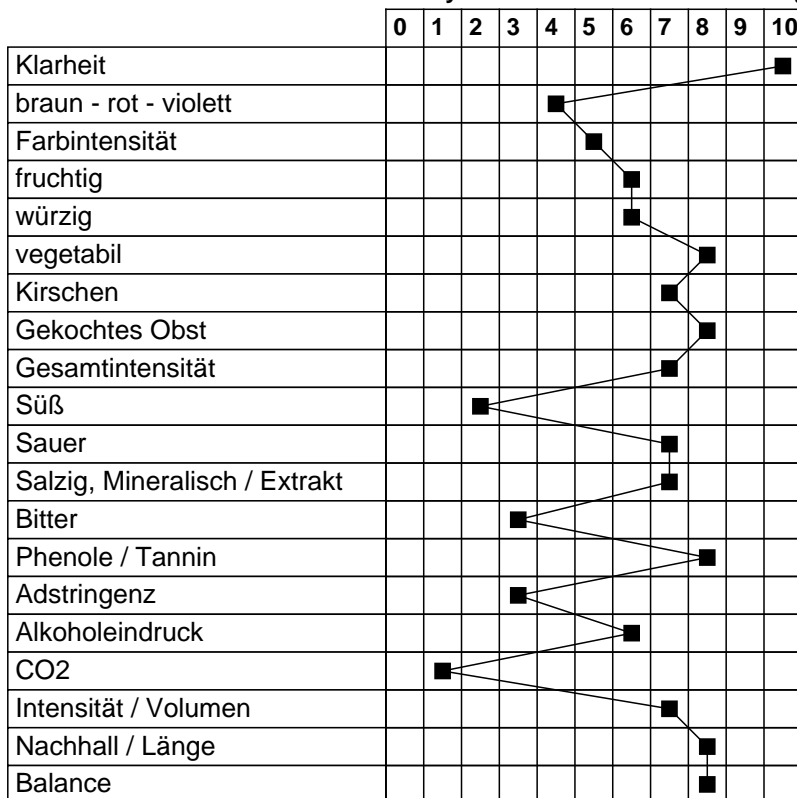 0 1 2 3 4 5 6 7 8 9 10
Klarheit
braun - rot - violett
Farbintensität
fruchtig
würzig
vegetabil
Kirschen
Gekochtes Obst
Gesamtintensität
Süß
Sauer
Salzig, Mineralisch / Extrakt
Bitter
Phenole / Tannin
Adstringenz
Alkoholeindruck
CO2
Intensität / Volumen
Nachhall / Länge
Balance